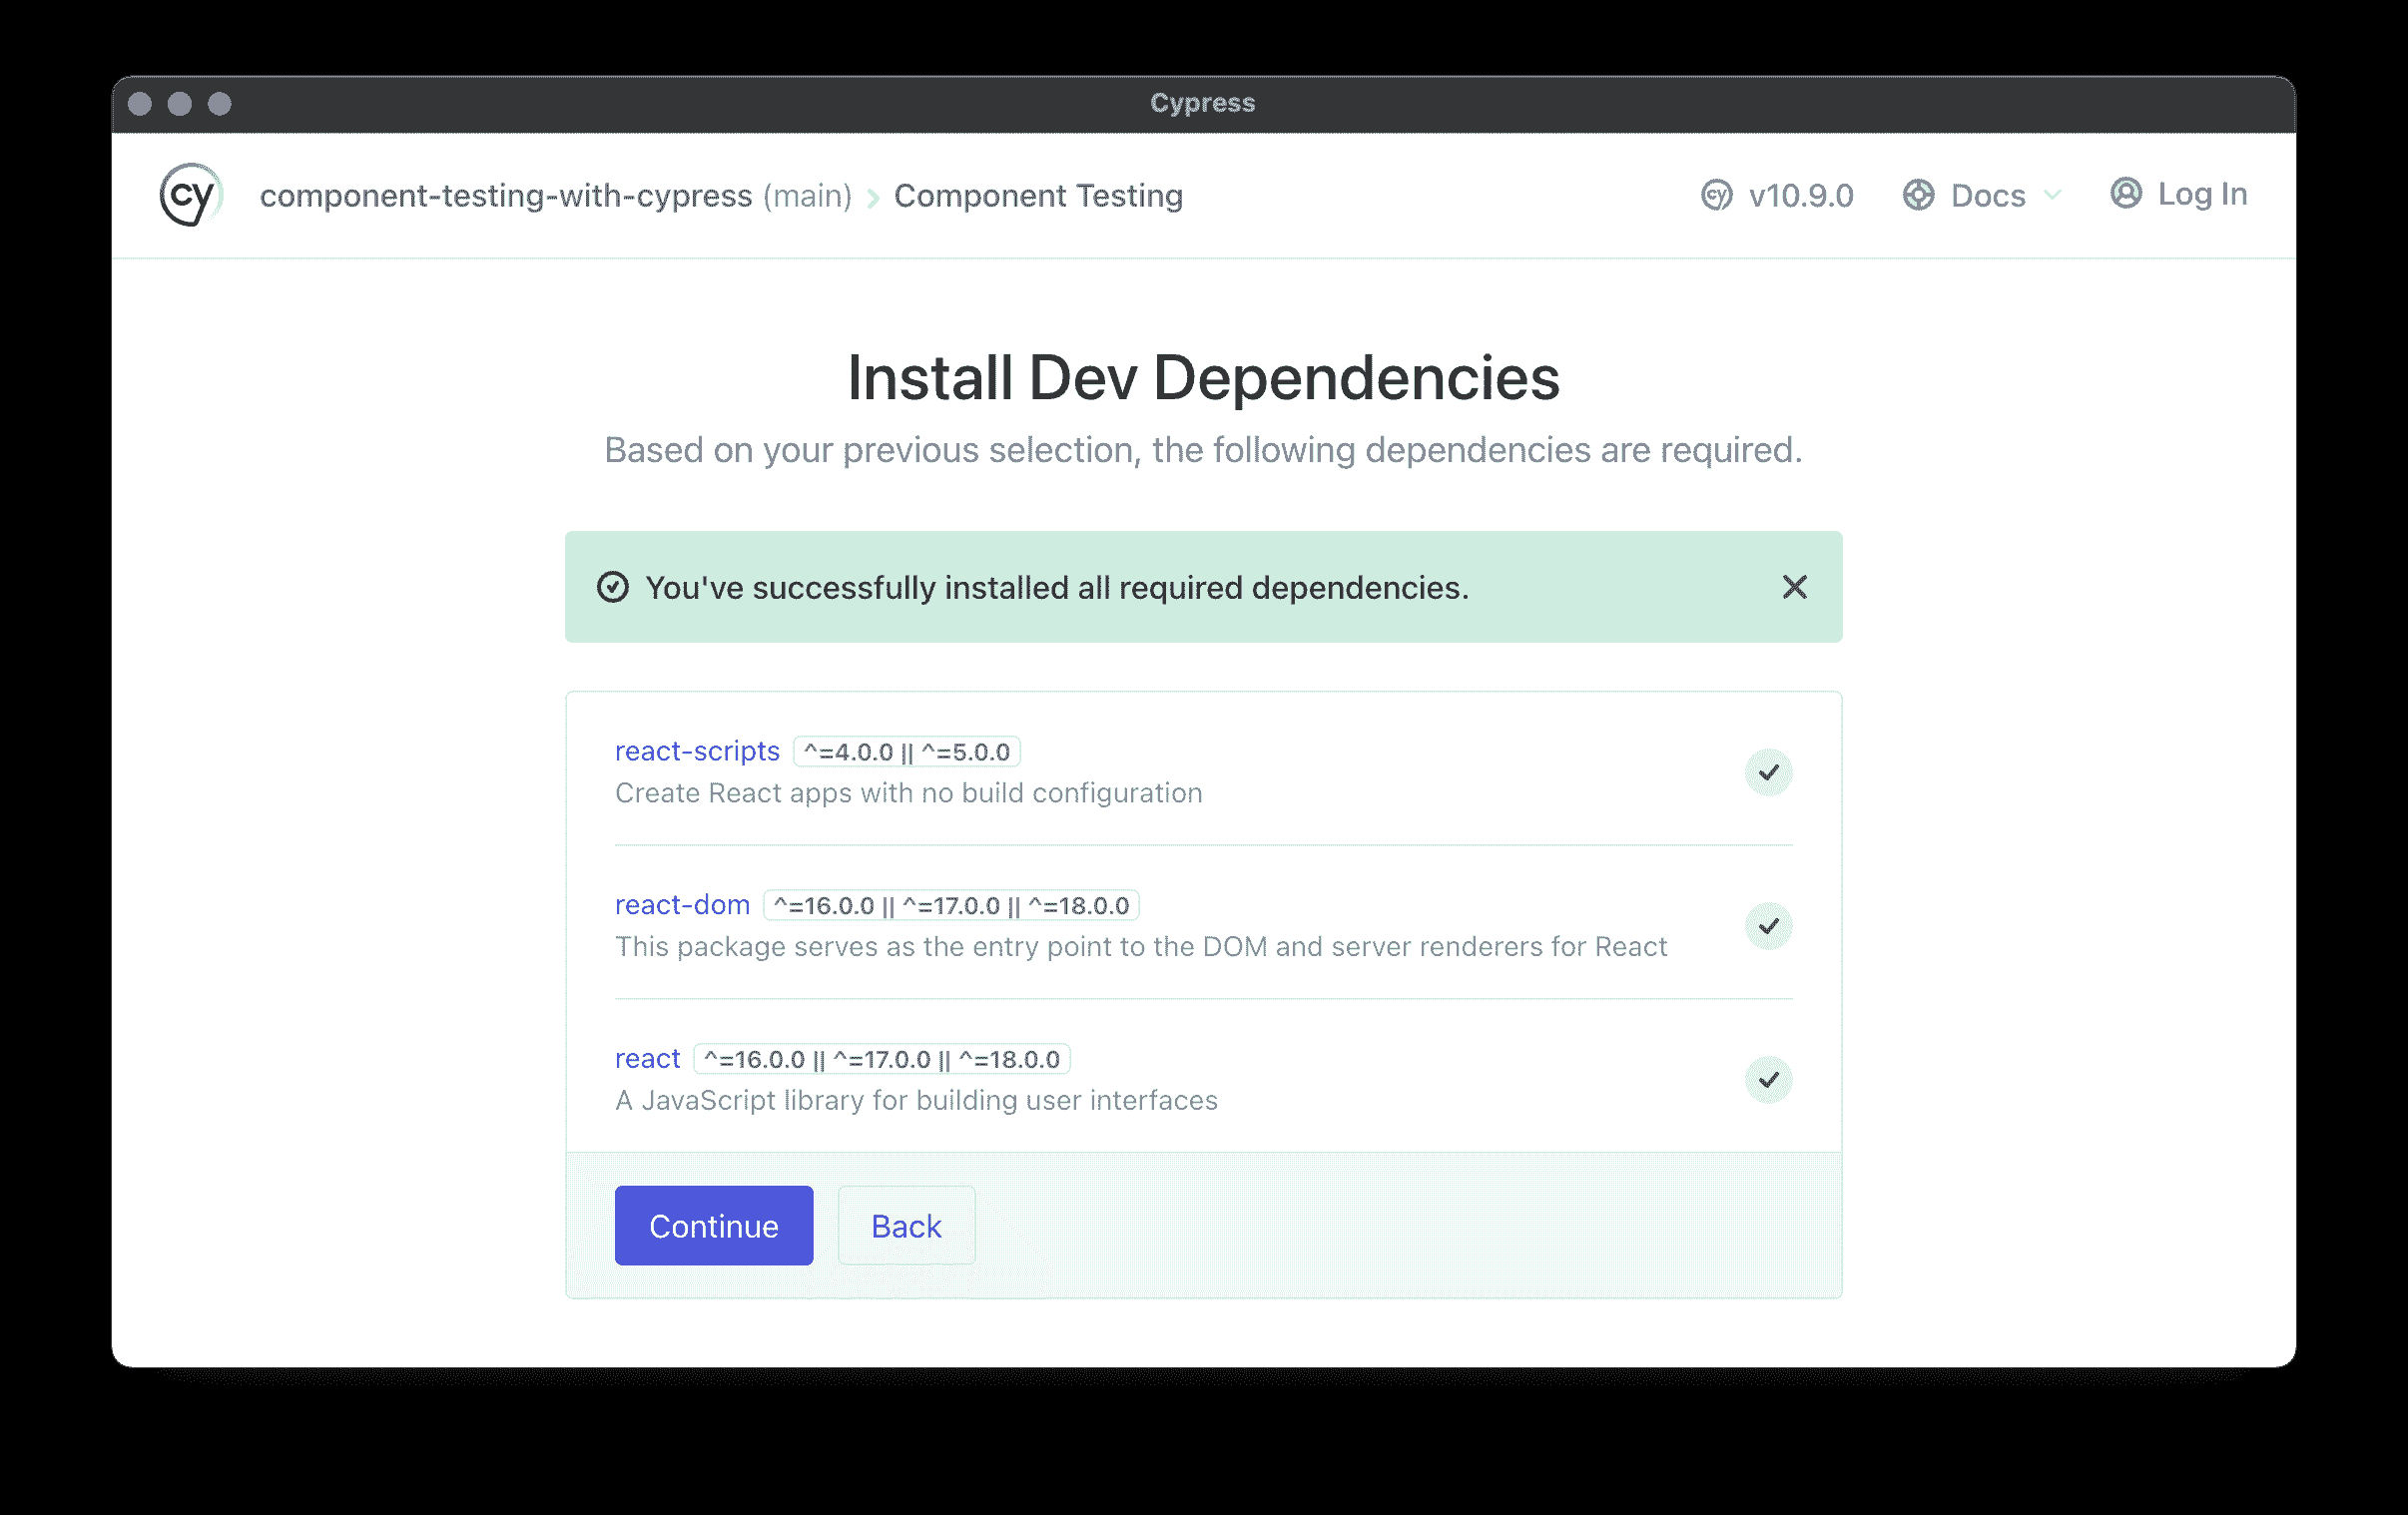 Cypress
cy component-testing-with-cypress (main) Component Testing cy v10.9.0 Docs Log In
Install Dev Dependencies
Based on your previous selection, the following dependencies are required.
You've successfully installed all required dependencies.
react-scripts ^=4.0.0 || ^=5.0.0
Create React apps with no build configuration
react-dom ^=16.0.0 || ^=17.0.0 || ^=18.0.0
This package serves as the entry point to the DOM and server renderers for React
react ^=16.0.0 || ^=17.0.0 || ^=18.0.0
A JavaScript library for building user interfaces
Continue Back